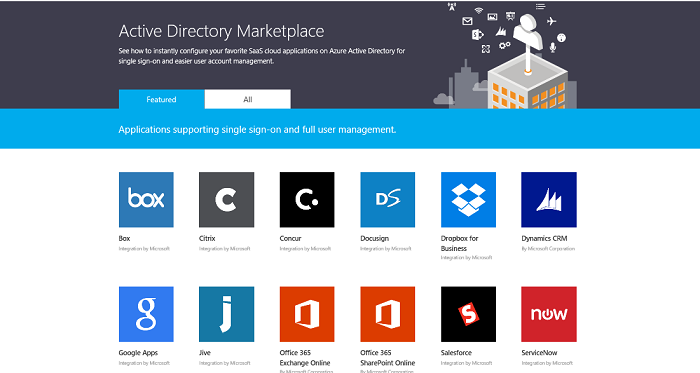 Active Directory Marketplace
See how to instantly configure your favorite SaaS cloud applications on Azure Active Directory for
single sign-on and easier user account management.
Featured
All
Applications supporting single sign-on and full user management.
box
C
C.
DS
Box
Citrix
Concur
Docusign
Dropbox for
Business
Dynamics CRM
Integration by Microsoft
Integration by Microsoft
Integration by Microsoft
Integration by Microsoft
Integration by Microsoft
By Microsoft Corporation
g
j
S
now
Google Apps
Jive
Office 365
Exchange Online
Office 365
SharePoint Online
Salesforce
ServiceNow
Integration by Microsoft
Integration by Microsoft
By Microsoft Corporation
By Microsoft Corporation
Integration by Microsoft
Integration by Microsoft